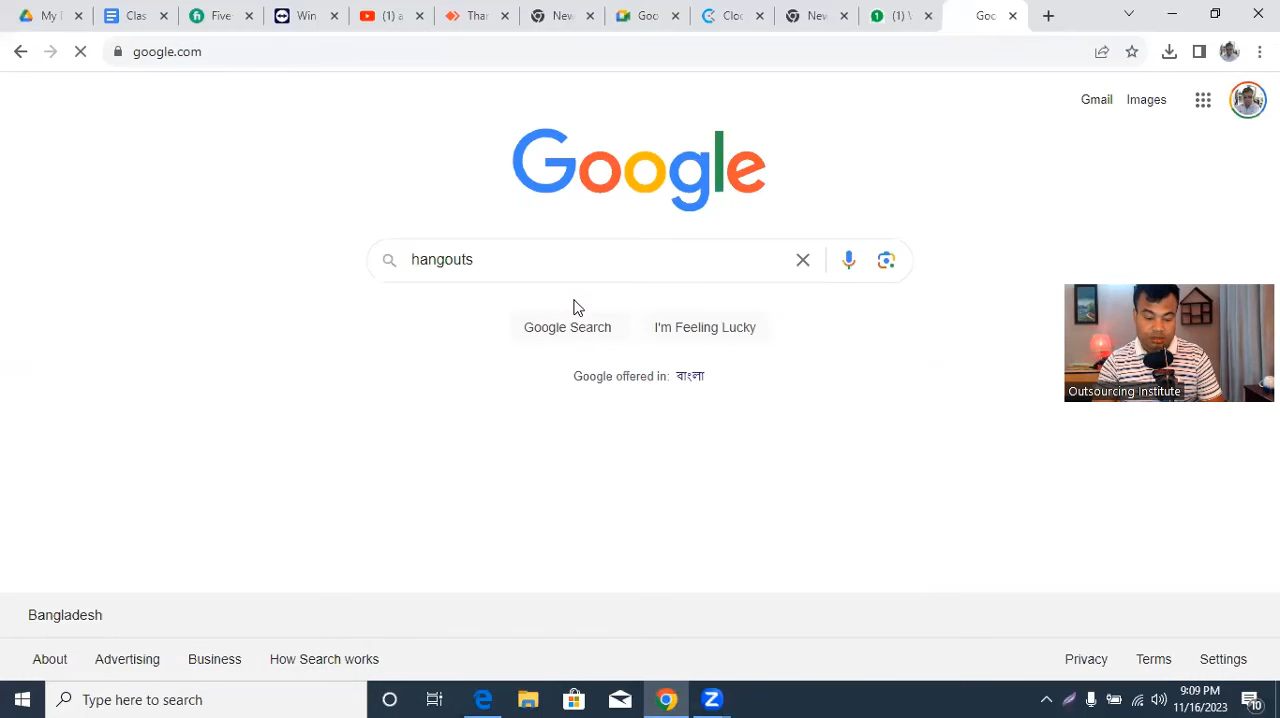 My I
Clas
Five
Win
(1) a
Thar
New
Goo
Cloc
New
(1) \
Goo
google.com
Gmail Images
Google
hangouts
Google Search I'm Feeling Lucky
Google offered in: বাংলা
Outsourcing Institute
Bangladesh
About Advertising Business How Search works Privacy Terms Settings
Type here to search
9:09 PM
11/16/2023
10